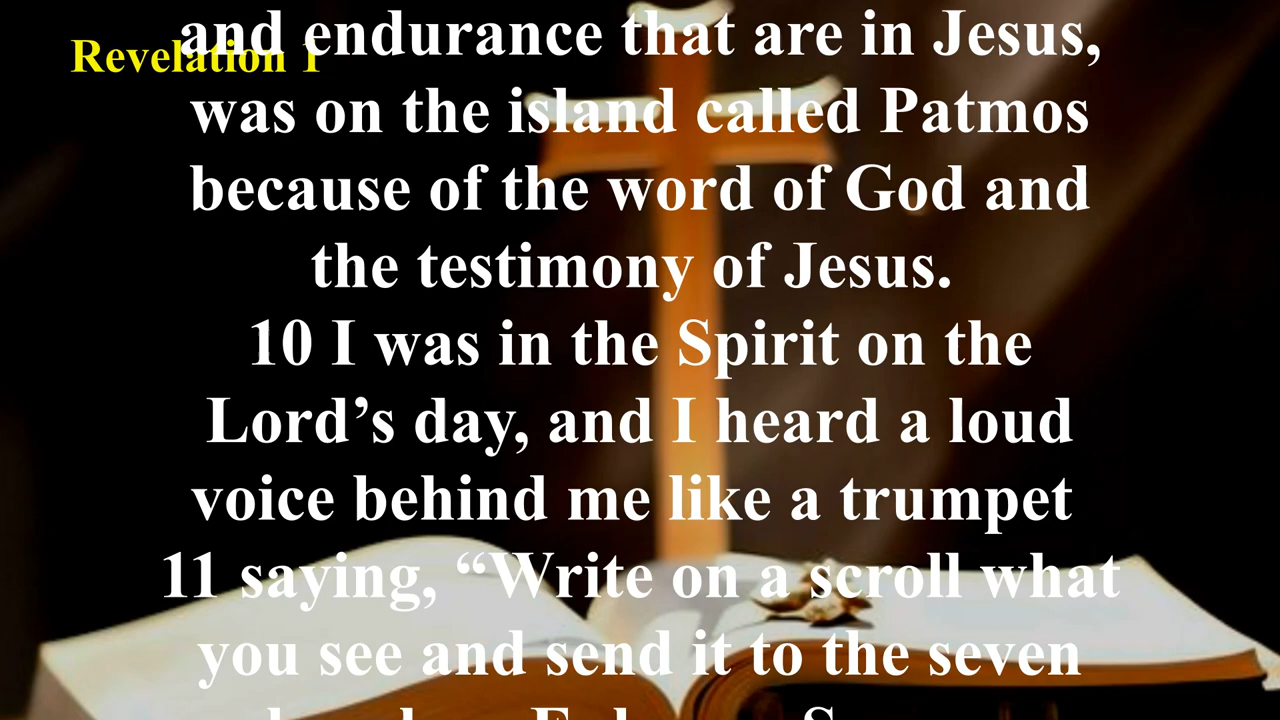 Revelation 1
and endurance that are in Jesus,
was on the island called Patmos
because of the word of God and
the testimony of Jesus.
10 I was in the Spirit on the
Lord’s day, and I heard a loud
voice behind me like a trumpet
11 saying, “Write on a scroll what
you see and send it to the seven